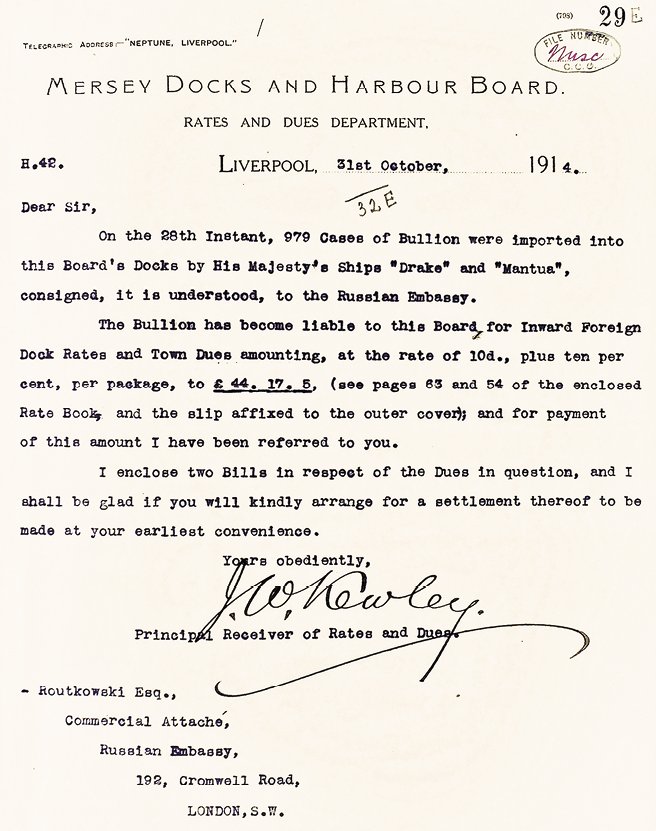 (798) 29E
TELEGRAPHIC ADDRESS:—"NEPTUNE, LIVERPOOL."
FILE NUMBER
Musc
C.C.C.
MERSEY DOCKS AND HARBOUR BOARD.
RATES AND DUES DEPARTMENT,
H.42. LIVERPOOL, 31st October, 1914.
Dear Sir,
32E
On the 28th Instant, 979 Cases of Bullion were imported into
this Board's Docks by His Majesty's Ships "Drake" and "Mantua",
consigned, it is understood, to the Russian Embassy.
The Bullion has become liable to this Board, for Inward Foreign
Dock Rates and Town Dues amounting, at the rate of 10d., plus ten per
cent, per package, to £ 44. 17. 5, (see pages 63 and 54 of the enclosed
Rate Book, and the slip affixed to the outer cover); and for payment
of this amount I have been referred to you.
I enclose two Bills in respect of the Dues in question, and I
shall be glad if you will kindly arrange for a settlement thereof to be
made at your earliest convenience.
Yours obediently,
J. W. Kewley.
Principal Receiver of Rates and Dues.
- Routkowski Esq.,
Commercial Attaché,
Russian Embassy,
192, Cromwell Road,
LONDON, S.W.